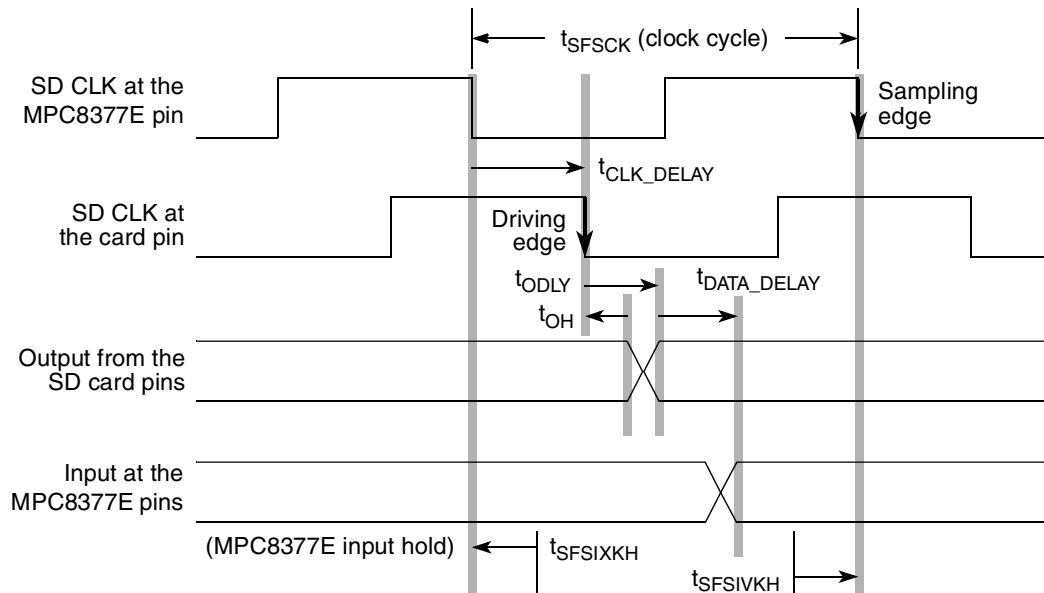 tSFSCK (clock cycle)
SD CLK at the
MPC8377E pin
Sampling
edge
tCLK_DELAY
SD CLK at
the card pin
Driving
edge
tODLY
tDATA_DELAY
tOH
Output from the
SD card pins
Input at the
MPC8377E pins
(MPC8377E input hold)
tSFSIXKH
tSFSIVKH